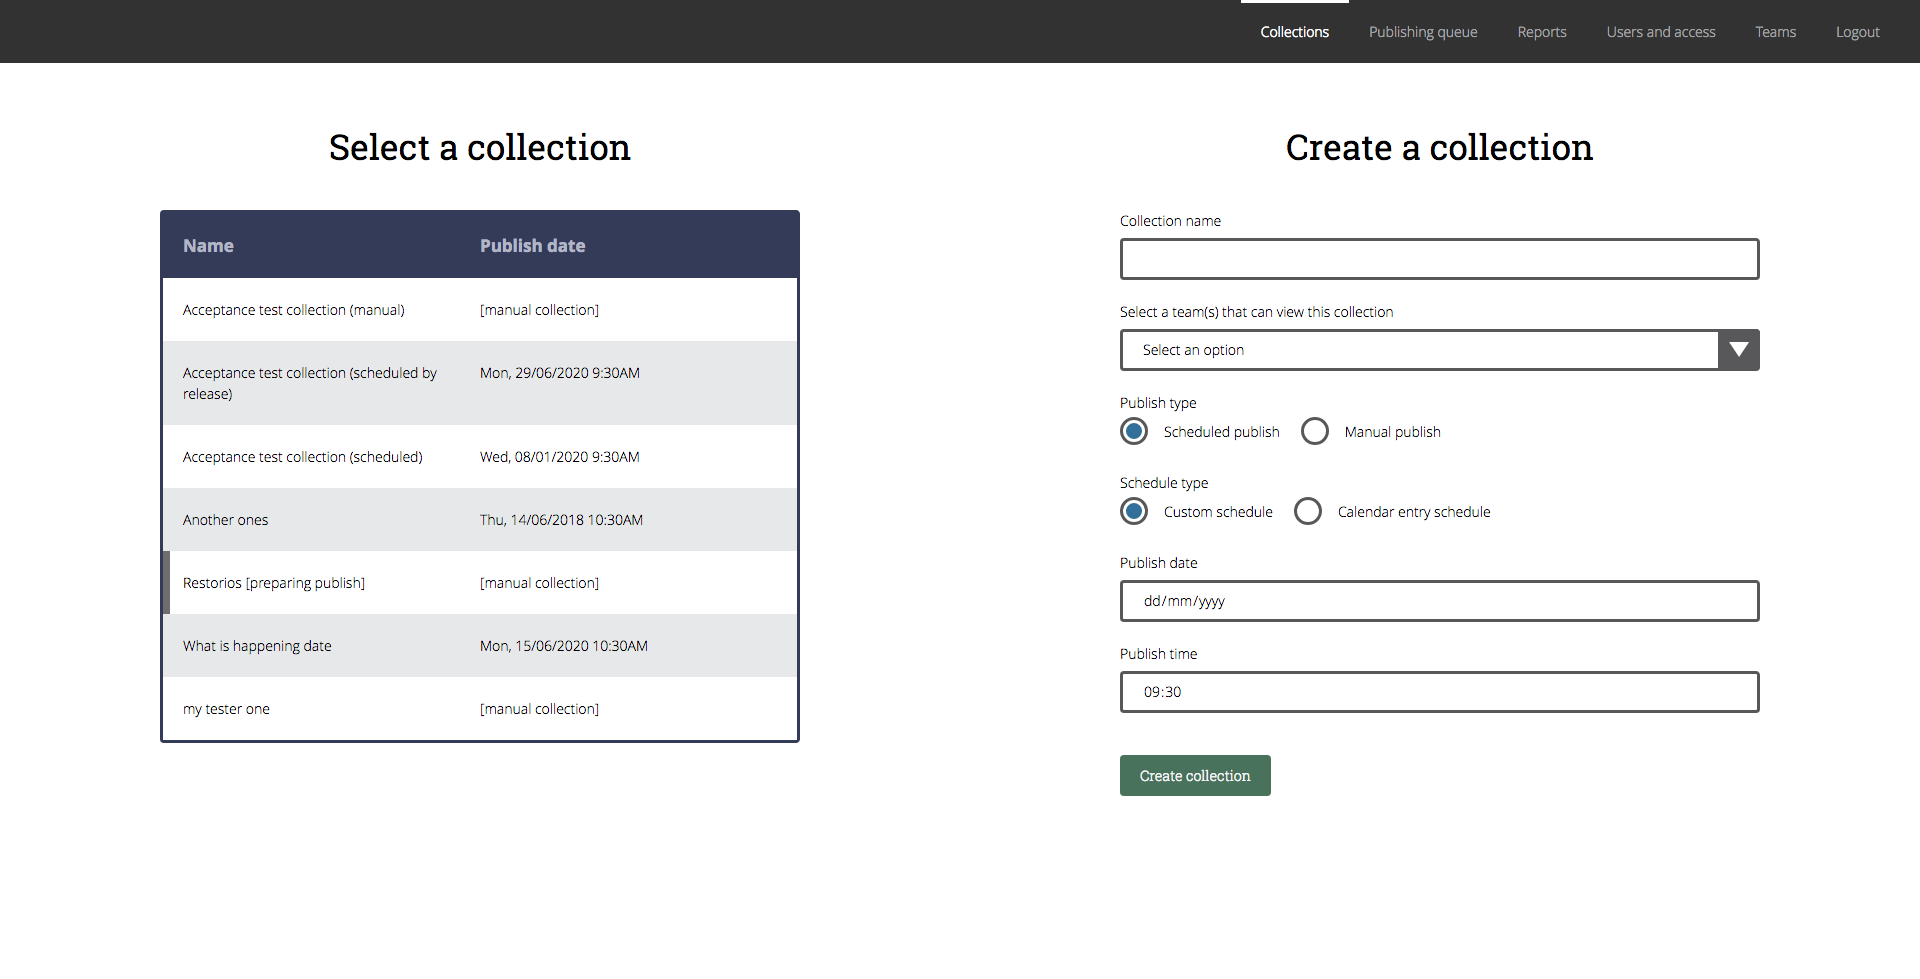 Collections Publishing queue Reports Users and access Teams Logout
Select a collection
Name Publish date
Acceptance test collection (manual) [manual collection]
Acceptance test collection (scheduled by Mon, 29/06/2020 9:30AM
release)
Acceptance test collection (scheduled) Wed, 08/01/2020 9:30AM
Another ones Thu, 14/06/2018 10:30AM
Restorios [preparing publish] [manual collection]
What is happening date Mon, 15/06/2020 10:30AM
my tester one [manual collection]
Create a collection
Collection name
Select a team(s) that can view this collection
Select an option
Publish type
Scheduled publish Manual publish
Schedule type
Custom schedule Calendar entry schedule
Publish date
dd/mm/yyyy
Publish time
09:30
Create collection